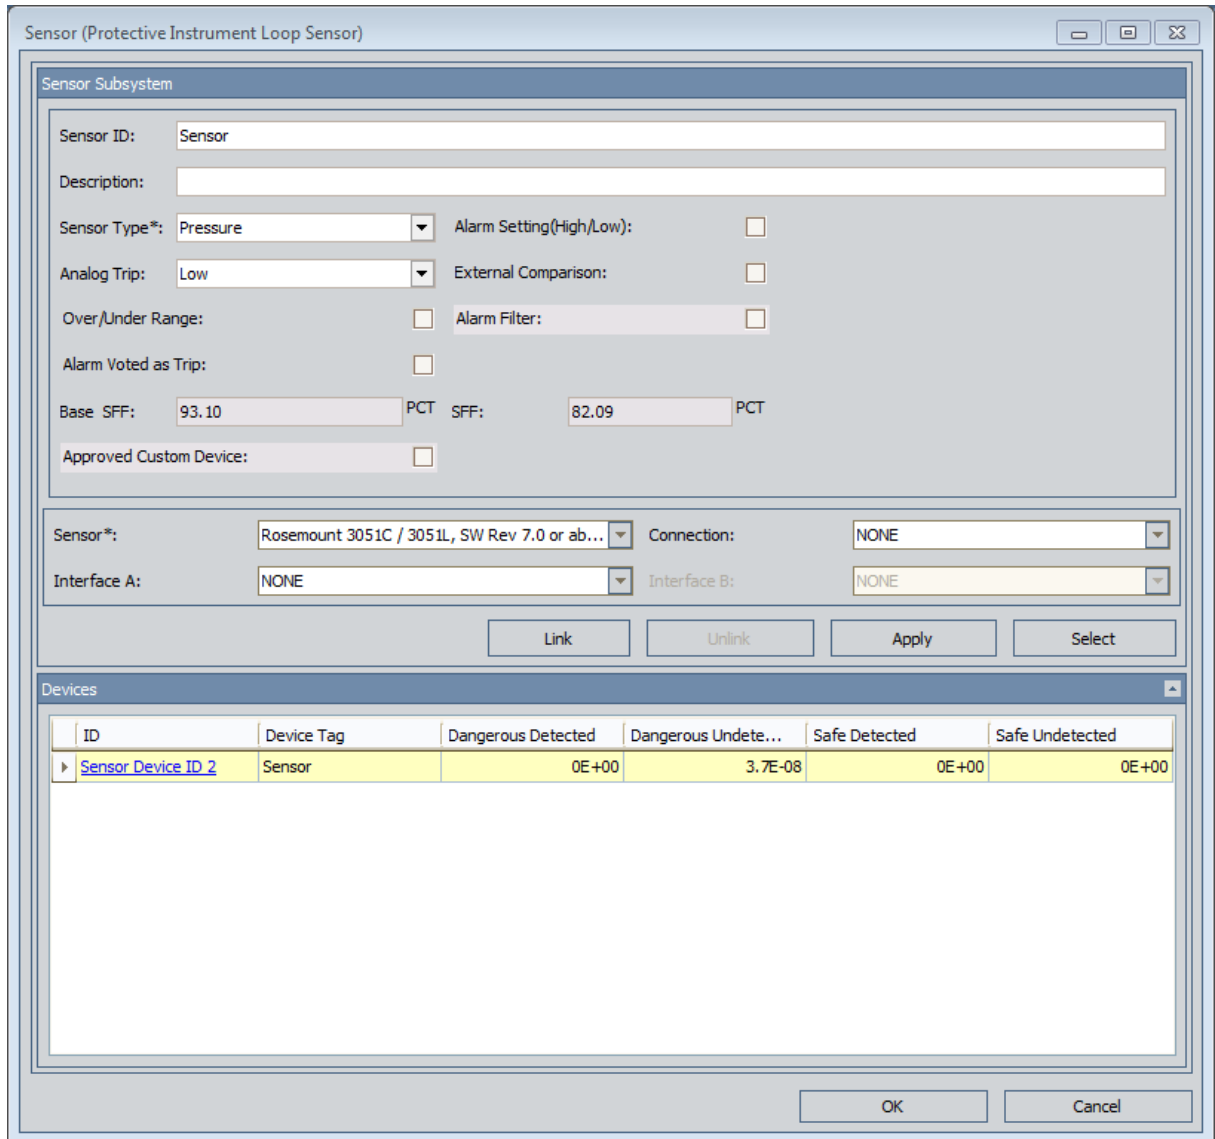 Sensor (Protective Instrument Loop Sensor)
Sensor Subsystem
Sensor ID: Sensor
Description:
Sensor Type*: Pressure Alarm Setting(High/Low):
Analog Trip: Low External Comparison:
Over/Under Range: Alarm Filter:
Alarm Voted as Trip:
Base SFF: 93.10 PCT SFF: 82.09 PCT
Approved Custom Device:
Sensor*: Rosemount 3051C / 3051L, SW Rev 7.0 or ab... Connection: NONE
Interface A: NONE Interface B: NONE
Link Unlink Apply Select
Devices
ID Device Tag Dangerous Detected Dangerous Undete... Safe Detected Safe Undetected
Sensor Device ID 2 Sensor 0E+00 3.7E-08 0E+00 0E+00
OK Cancel